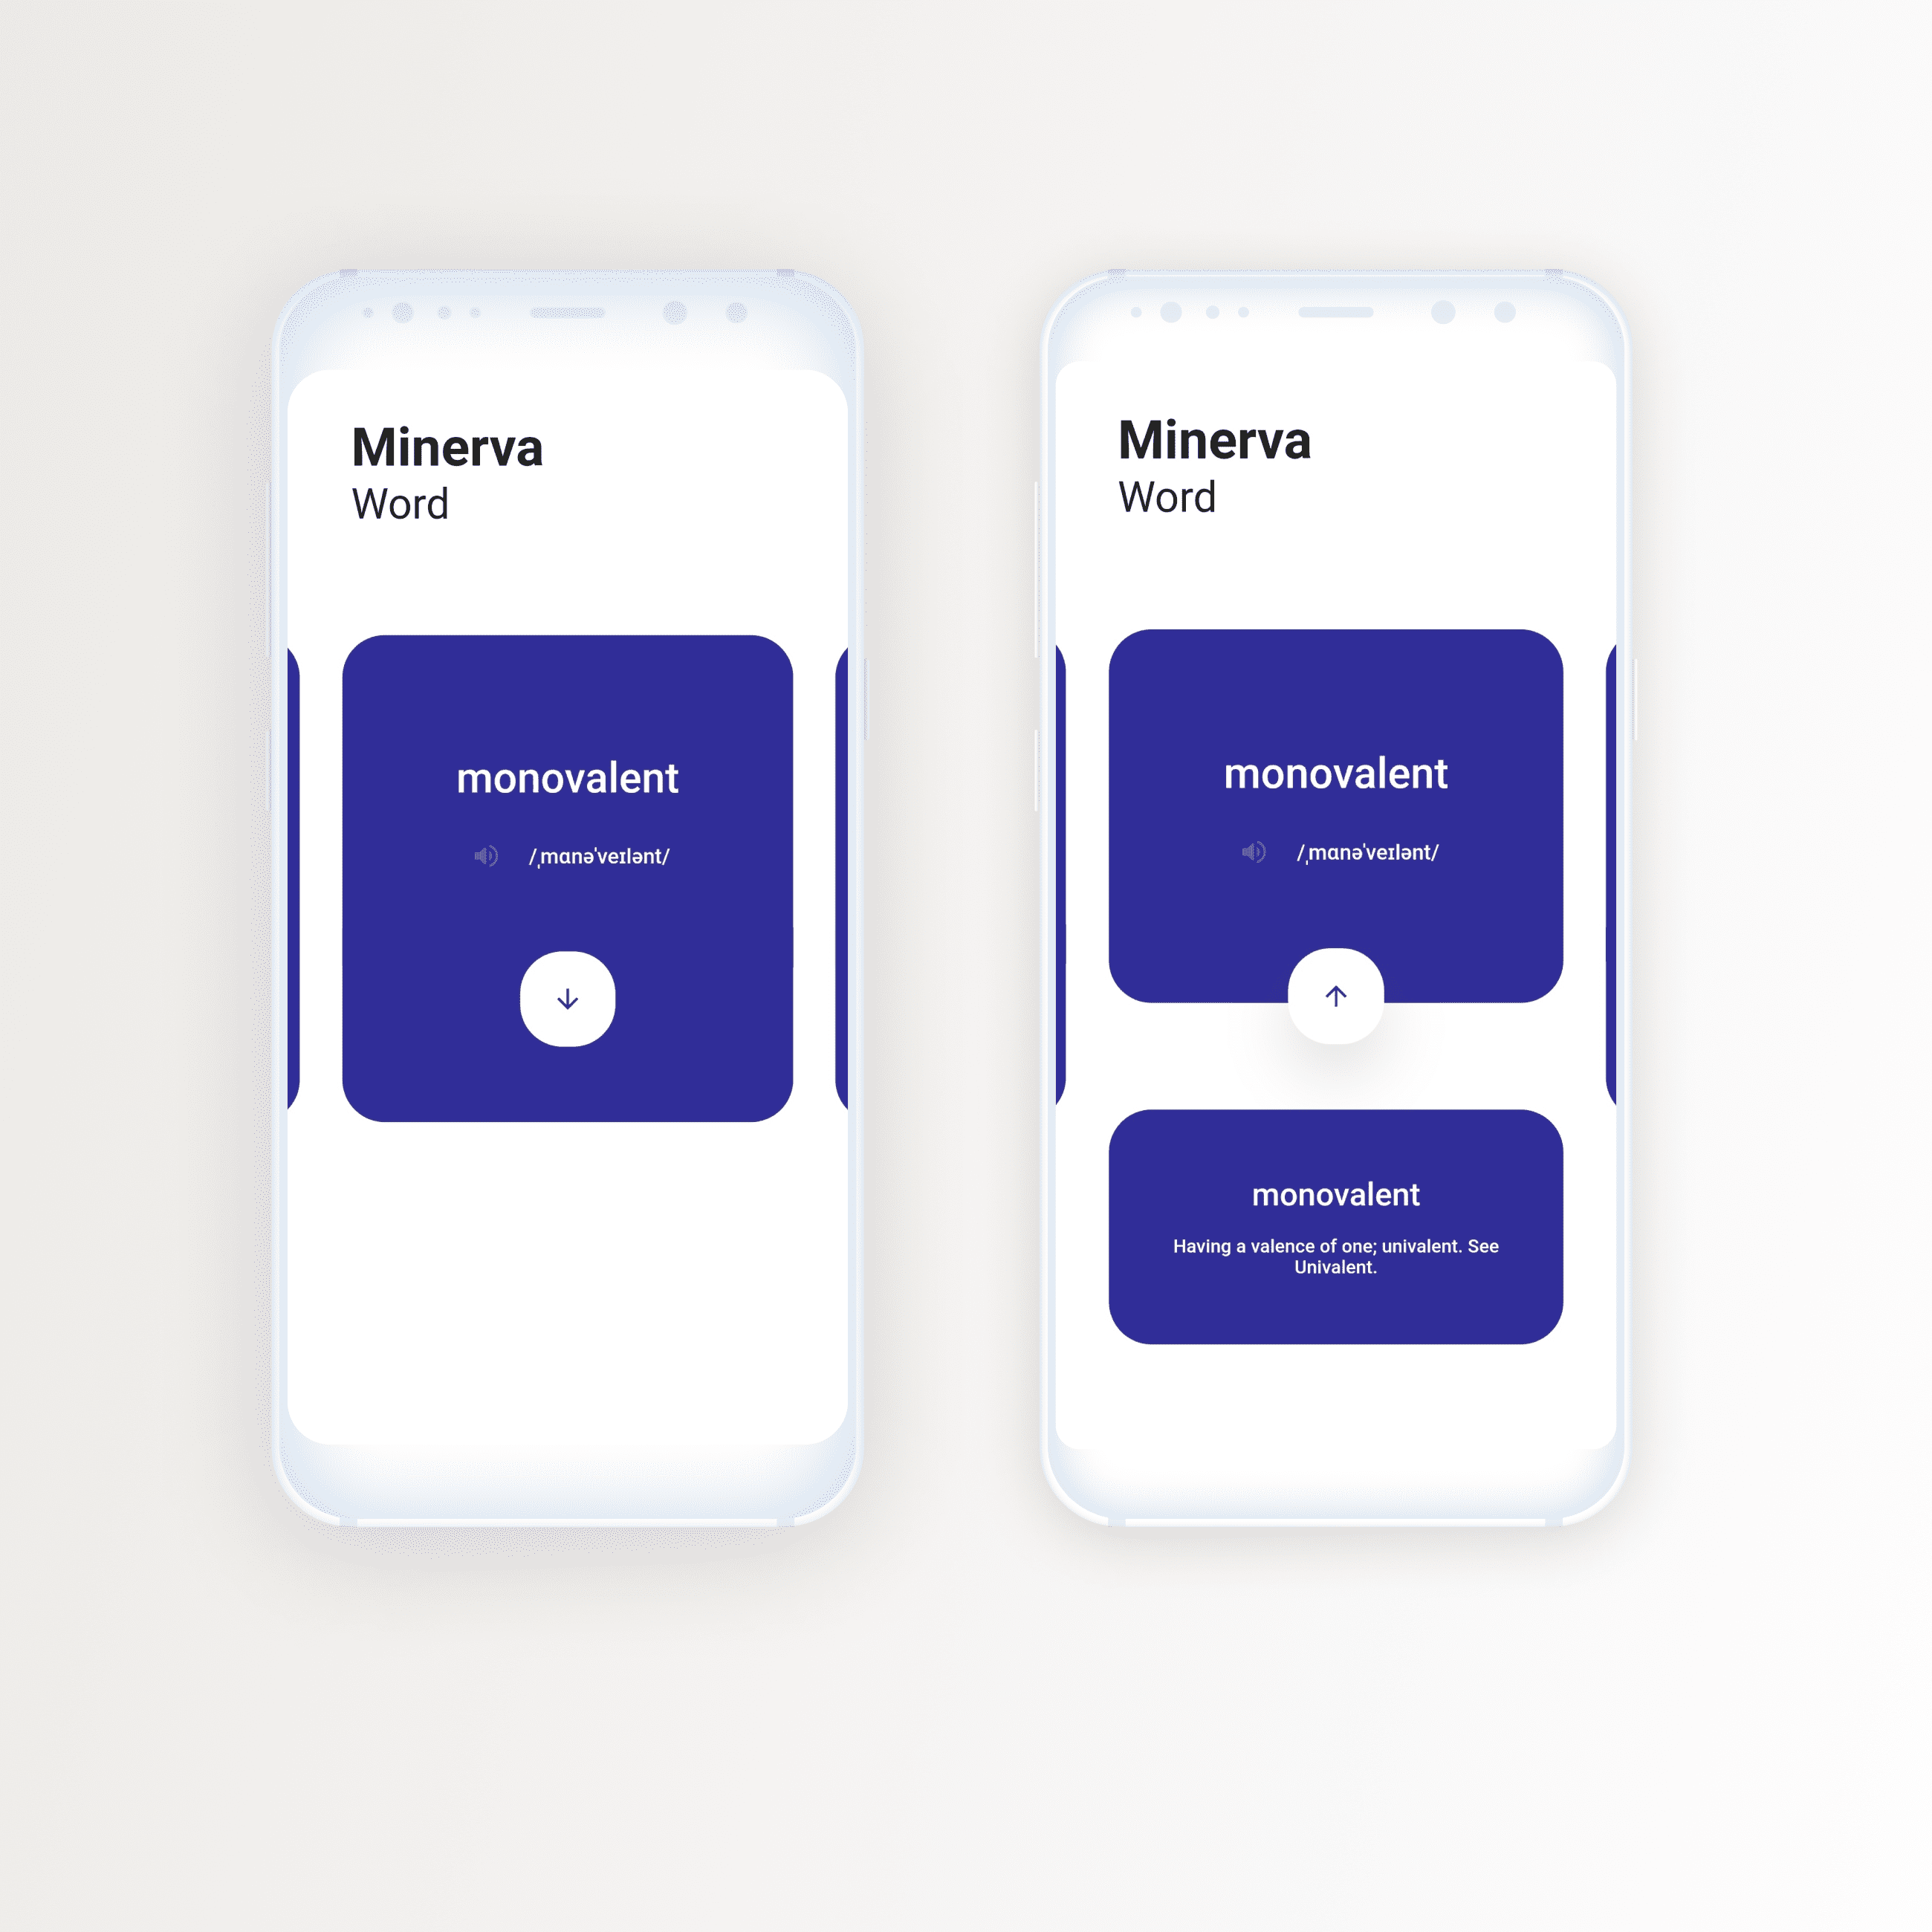 Minerva
Word
monovalent
/ˌmɑnəˈveɪlənt/
Minerva
Word
monovalent
/ˌmɑnəˈveɪlənt/
monovalent
Having a valence of one; univalent. See
Univalent.